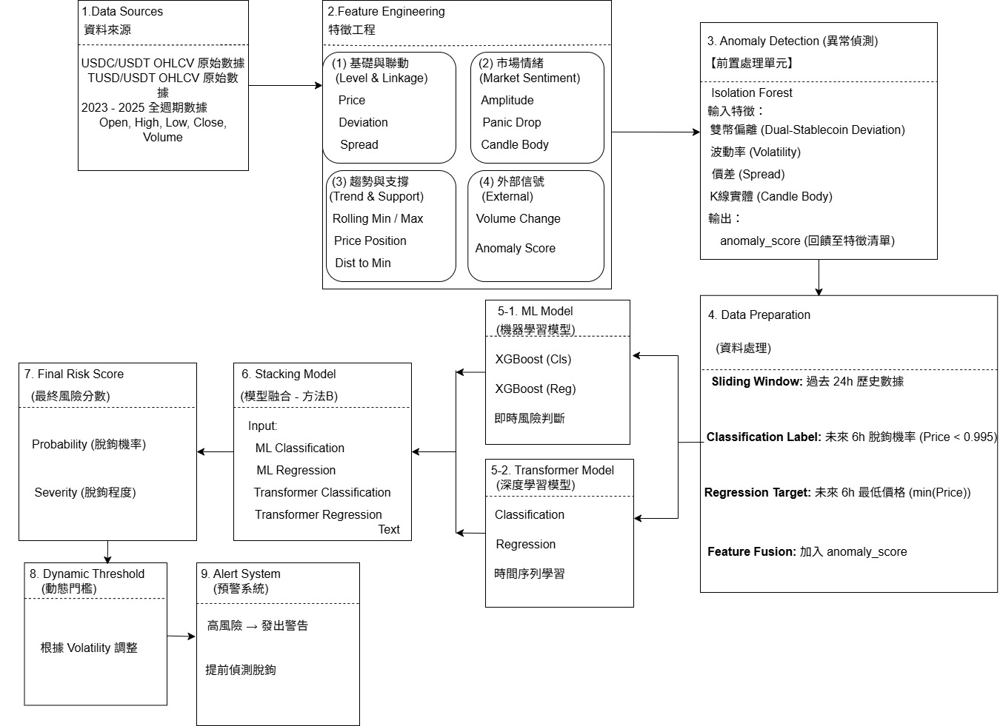 1.Data Sources
資料來源
USDC/USDT OHLCV 原始數據
TUSD/USDT OHLCV 原始數
據
2023 - 2025 全週期數據
Open, High, Low, Close,
Volume
2.Feature Engineering
特徵工程
(1) 基礎與聯動
(Level & Linkage)
Price
Deviation
Spread
(2) 市場情緒
(Market Sentiment)
Amplitude
Panic Drop
Candle Body
(3) 趨勢與支撐
(Trend & Support)
Rolling Min / Max
Price Position
Dist to Min
(4) 外部信號
(External)
Volume Change
Anomaly Score
3. Anomaly Detection (異常偵測)
【前置處理單元】
Isolation Forest
輸入特徵：
雙幣偏離 (Dual-Stablecoin Deviation)
波動率 (Volatility)
價差 (Spread)
K線實體 (Candle Body)
輸出：
anomaly_score (回饋至特徵清單)
4. Data Preparation
(資料處理)
Sliding Window: 過去 24h 歷史數據
Classification Label: 未來 6h 脫鉤機率 (Price < 0.995)
Regression Target: 未來 6h 最低價格 (min(Price))
Feature Fusion: 加入 anomaly_score
5-1. ML Model
(機器學習模型)
XGBoost (Cls)
XGBoost (Reg)
即時風險判斷
5-2. Transformer Model
(深度學習模型)
Classification
Regression
時間序列學習
6. Stacking Model
(模型融合 - 方法B)
Input:
ML Classification
ML Regression
Transformer Classification
Transformer Regression
Text
7. Final Risk Score
(最終風險分數)
Probability (脫鉤機率)
Severity (脫鉤程度)
8. Dynamic Threshold
(動態門檻)
根據 Volatility 調整
9. Alert System
(預警系統)
高風險 → 發出警告
提前偵測脫鉤